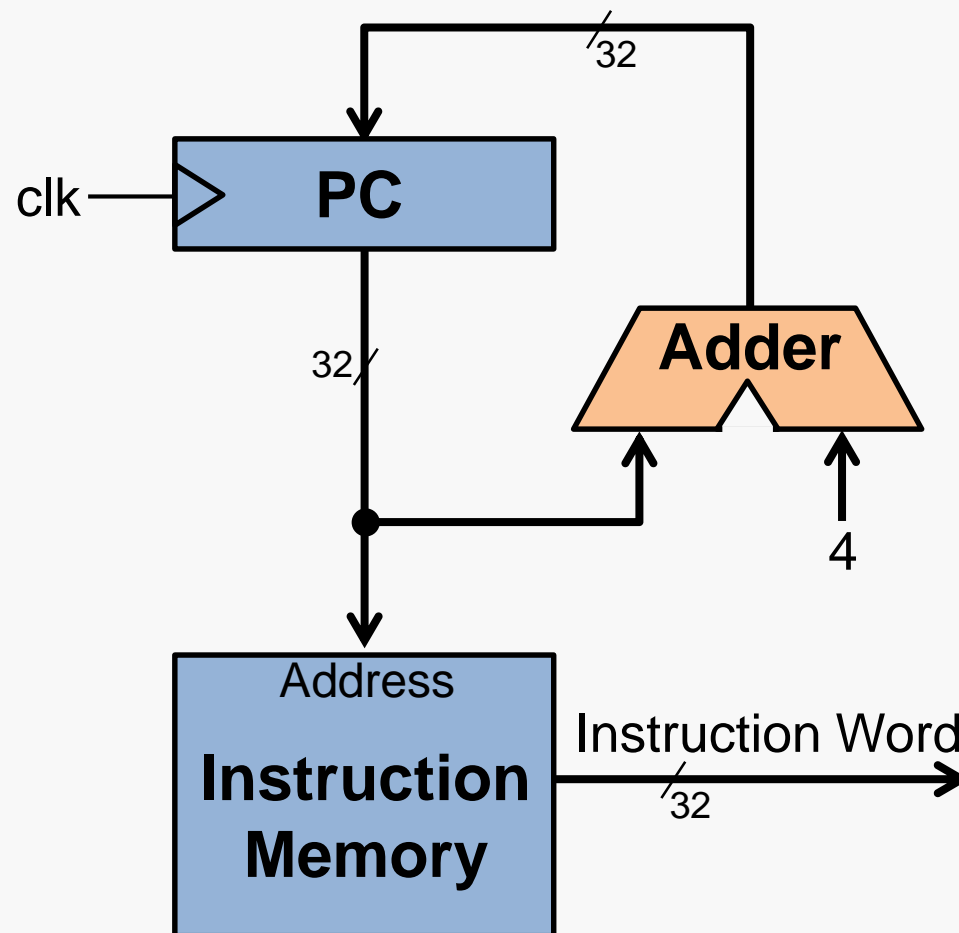 32
clk
PC
Adder
32
4
Address
Instruction Word
Instruction
Memory
32